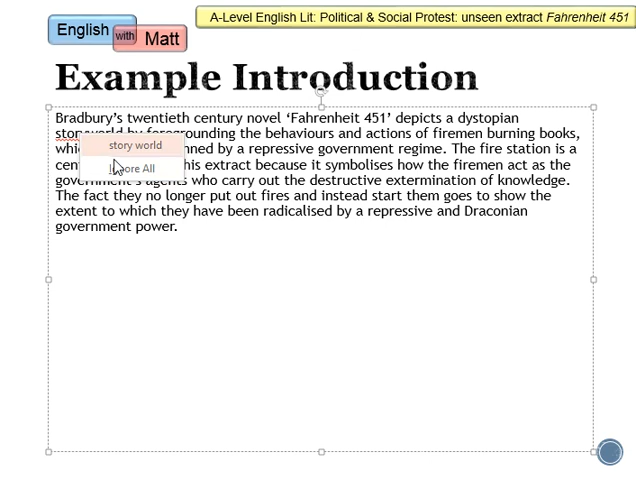 A-Level English Lit: Political & Social Protest: unseen extract Fahrenheit 451
English with Matt
Example Introduction
Bradbury's twentieth century novel 'Fahrenheit 451' depicts a dystopian
storyworld by foregrounding the behaviours and actions of firemen burning books,
story world
nned by a repressive government regime. The fire station is a
Ignore All
his extract because it symbolises how the firemen act as the
government's agents who carry out the destructive extermination of knowledge.
The fact they no longer put out fires and instead start them goes to show the
extent to which they have been radicalised by a repressive and Draconian
government power.